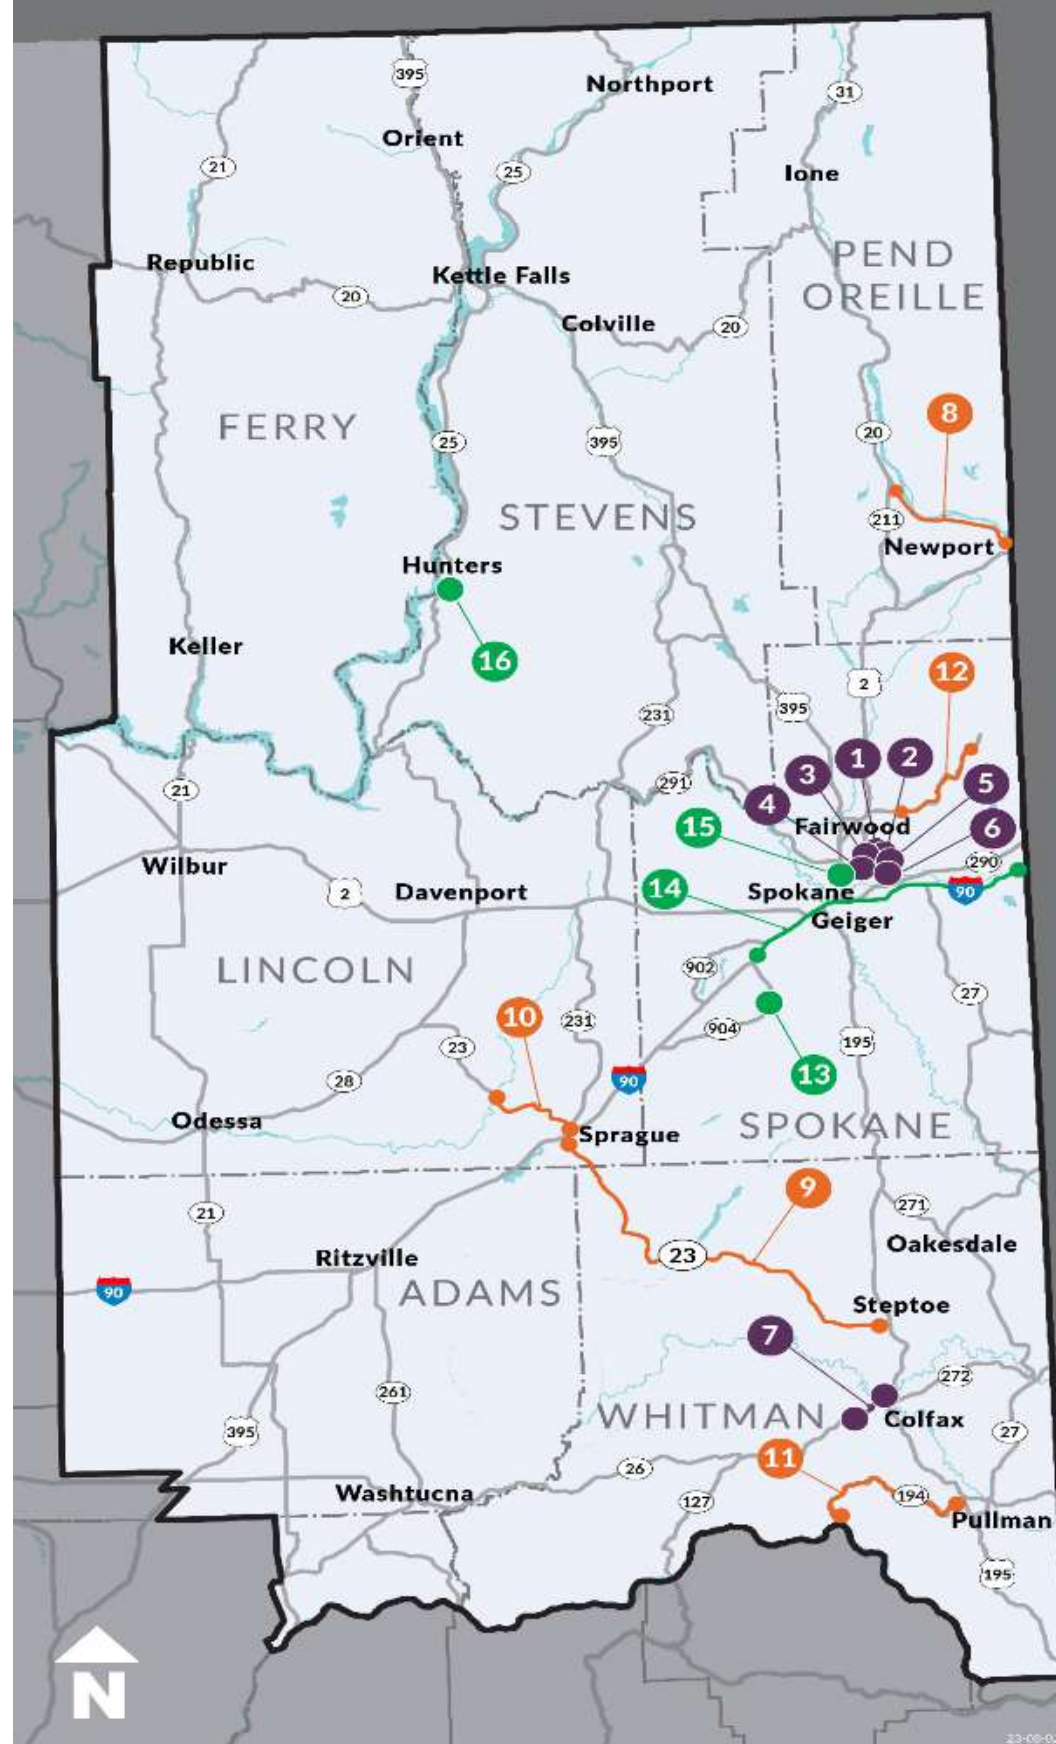 395
Northport
31
Orient
21
25
Ione
Republic
PEND
OREILLE
Kettle Falls
20
Colville
20
8
FERRY
25
395
20
STEVENS
211
Newport
Hunters
Keller
16
12
2
395
231
1
2
3
5
291
21
4
15
Fairwood
6
Wilbur
290
14
2
Davenport
Spokane
90
Geiger
LINCOLN
902
27
10
231
904
195
23
13
28
90
Odessa
Sprague
SPOKANE
9
271
21
Oakesdale
23
Ritzville
90
ADAMS
Steptoe
7
272
261
WHITMAN
Colfax
395
27
11
26
Washtucna
127
194
Pullman
195
N